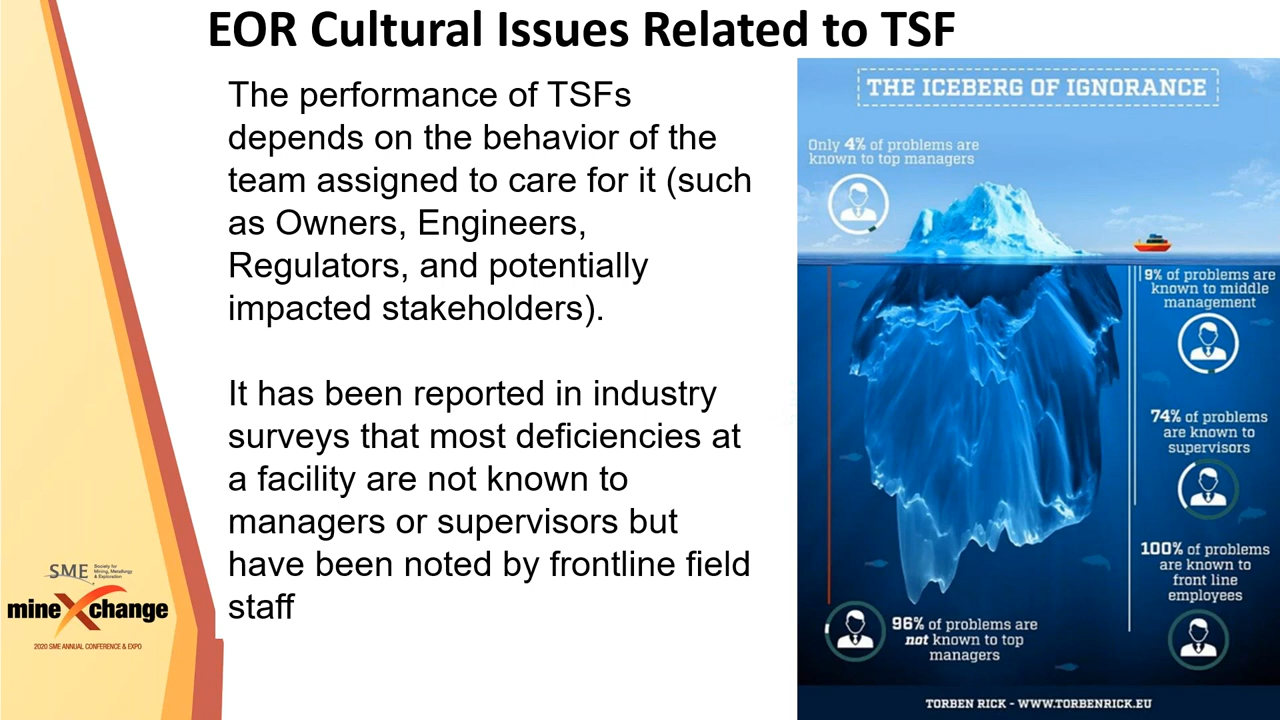 EOR Cultural Issues Related to TSF
The performance of TSFs
depends on the behavior of the
team assigned to care for it (such
as Owners, Engineers,
Regulators, and potentially
impacted stakeholders).
It has been reported in industry
surveys that most deficiencies at
a facility are not known to
managers or supervisors but
have been noted by frontline field
staff
THE ICEBERG OF IGNORANCE
Only 4% of problems are
known to top managers
9% of problems are
known to middle
management
74% of problems
are known to
supervisors
100% of problems
are known to
front line
employees
96% of problems are
not known to top
managers
TORBEN RICK - WWW.TORBENRICK.EU
SME
Society for
Mining, Metallurgy
& Exploration
mineXchange
2020 SME ANNUAL CONFERENCE & EXPO